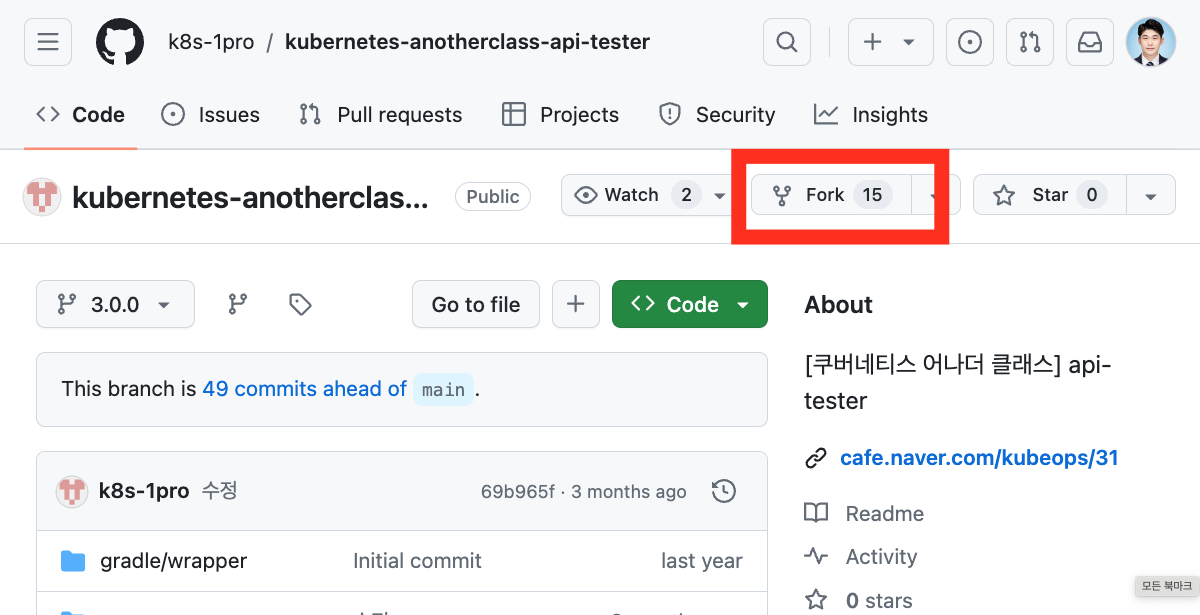 k8s-1pro / kubernetes-anotherclass-api-tester
Code Issues Pull requests Projects Security Insights
kubernetes-anotherclas... Public Watch 2 Fork 15 Star 0
3.0.0 Go to file Code About
[쿠버네티스 어나더 클래스] api-
tester
This branch is 49 commits ahead of main.
cafe.naver.com/kubeops/31
k8s-1pro 수정 69b965f · 3 months ago
Readme
gradle/wrapper Initial commit last year
Activity
모든 북마크
0 stars